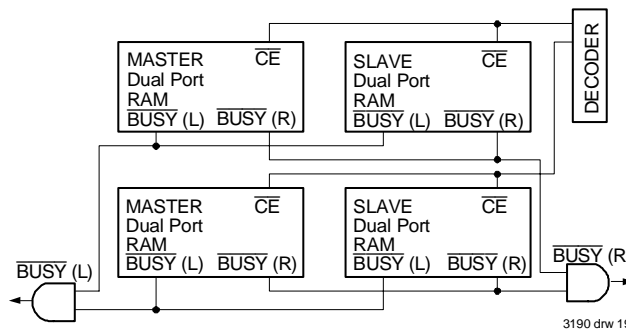 MASTER
Dual Port
RAM
CE
BUSY (L) BUSY (R)
SLAVE
Dual Port
RAM
CE
BUSY (L) BUSY (R)
DECODER
MASTER
Dual Port
RAM
CE
BUSY (L) BUSY (R)
SLAVE
Dual Port
RAM
CE
BUSY (L) BUSY (R)
BUSY (L)
BUSY (R
3190 drw 19